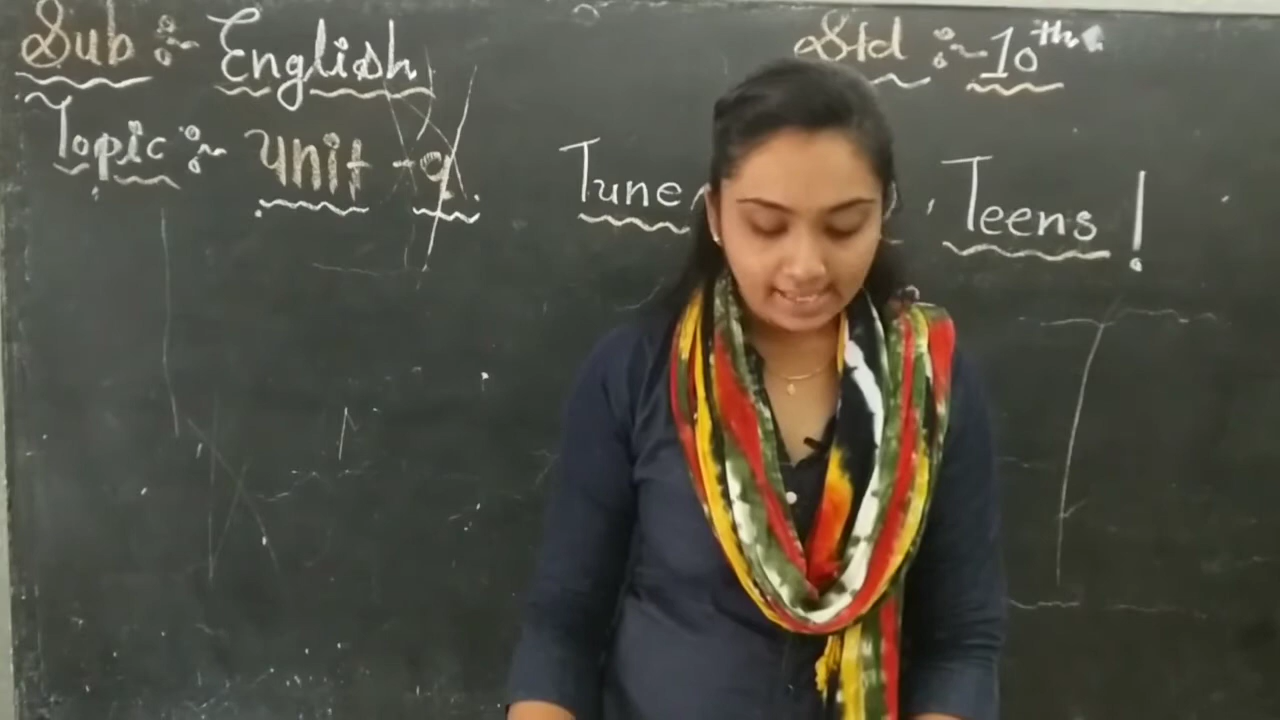 Sub :~ English
Std :~ 10th
Topic :~ Unit - 9.
Tune Teens!